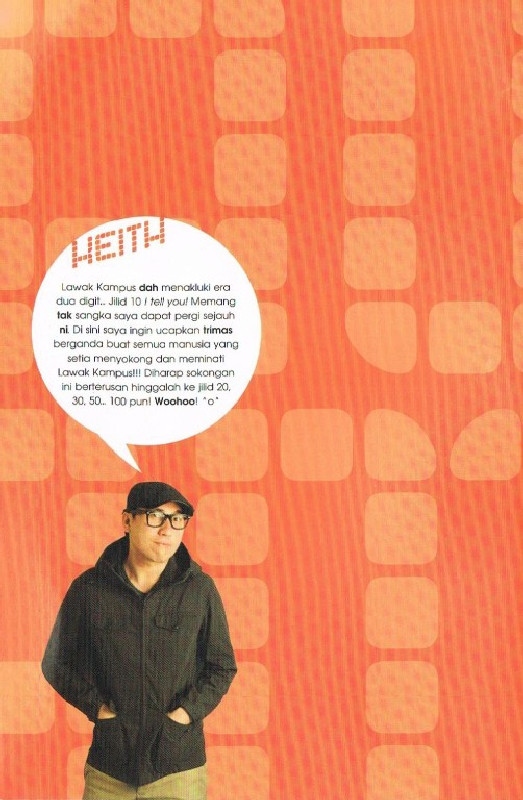 KEITH
Lawak Kampus dah menakluki era
dua digit.. Jilid 10 I tell you! Memang
tak sangka saya dapat pergi sejauh
ni. Di sini saya ingin ucapkan trimas
berganda buat semua manusia yang
setia menyokong dan meminati
Lawak Kampus!!! Diharap sokongan
ini berterusan hinggalah ke jilid 20,
30, 50.. 100 pun! Woohoo! ^o^